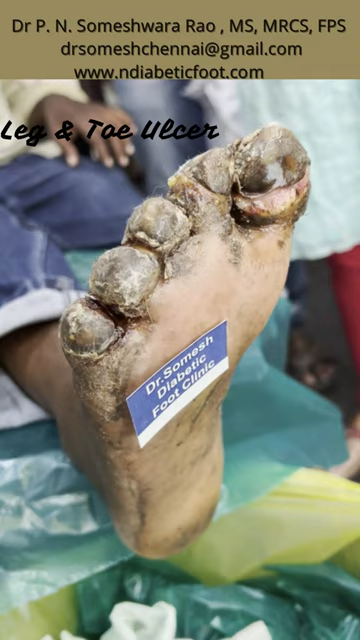 Dr P. N. Someshwara Rao , MS, MRCS, FPS
drsomeshchennai@gmail.com
www.ndiabeticfoot.com
Leg & Toe Ulcer
Dr.Somesh
Diabetic
Foot Clinic